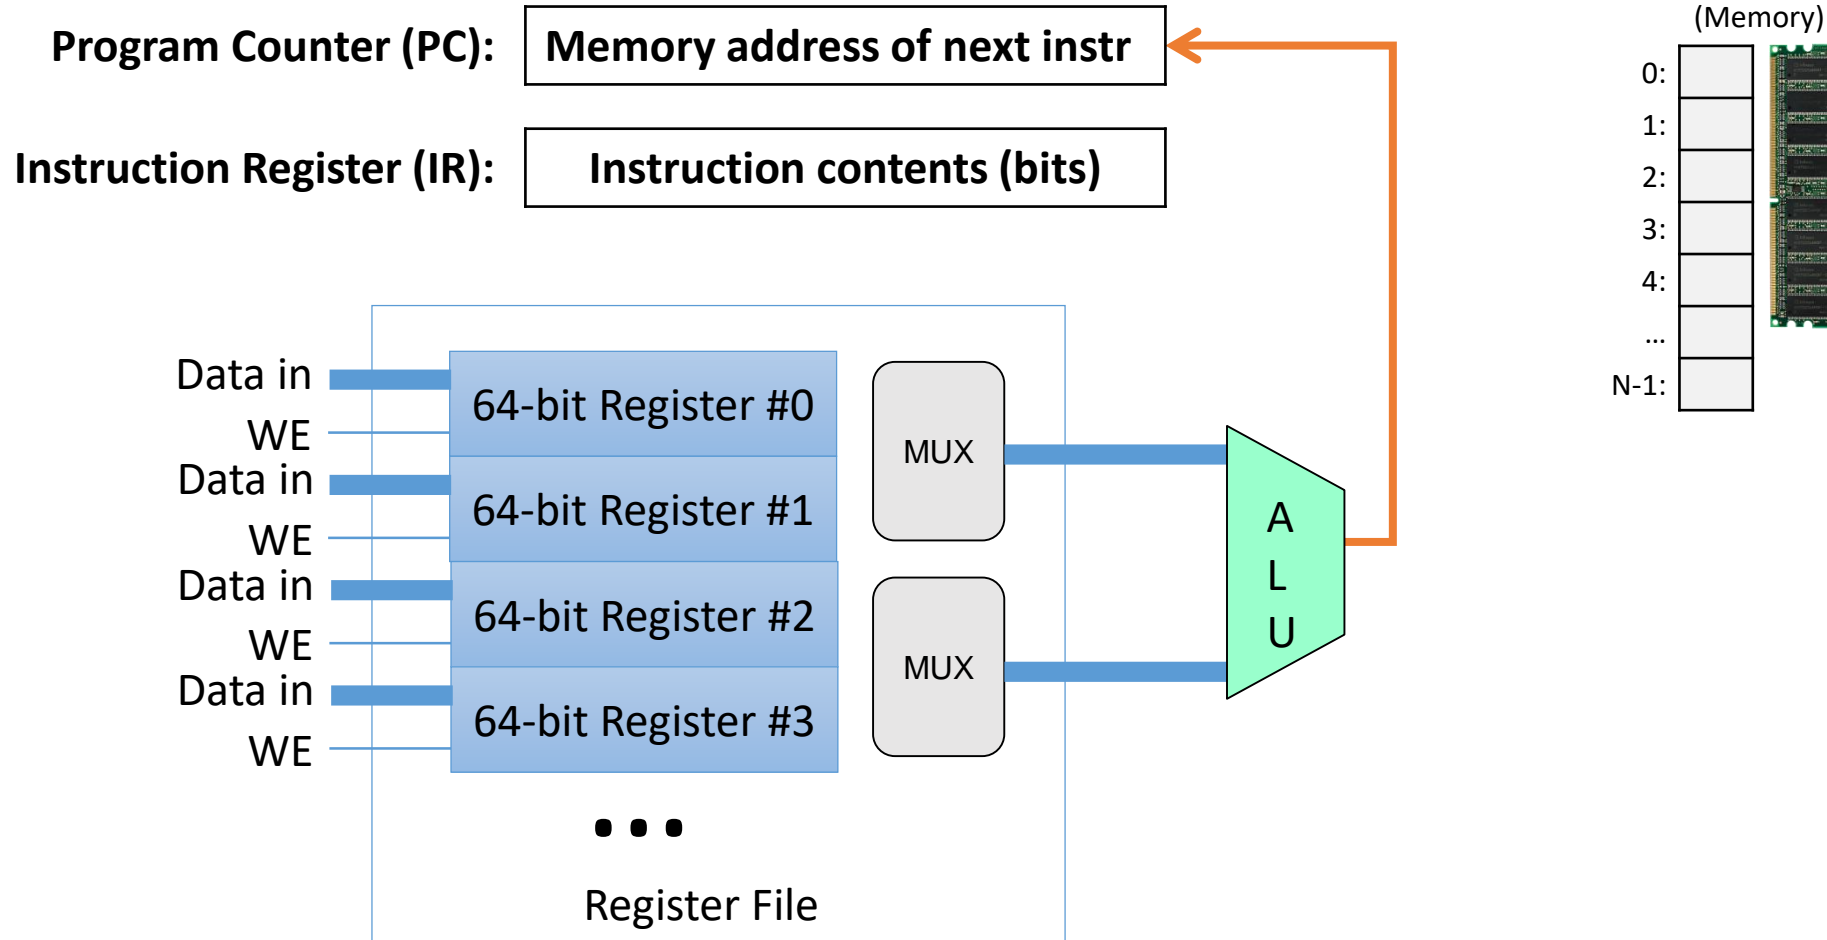 (Memory)
Program Counter (PC): Memory address of next instr
0:
1:
Instruction Register (IR): Instruction contents (bits)
2:
3:
4:
...
N-1:
Data in
WE
64-bit Register #0
Data in
WE
64-bit Register #1
Data in
WE
64-bit Register #2
Data in
WE
64-bit Register #3
MUX
MUX
A
L
U
...
Register File